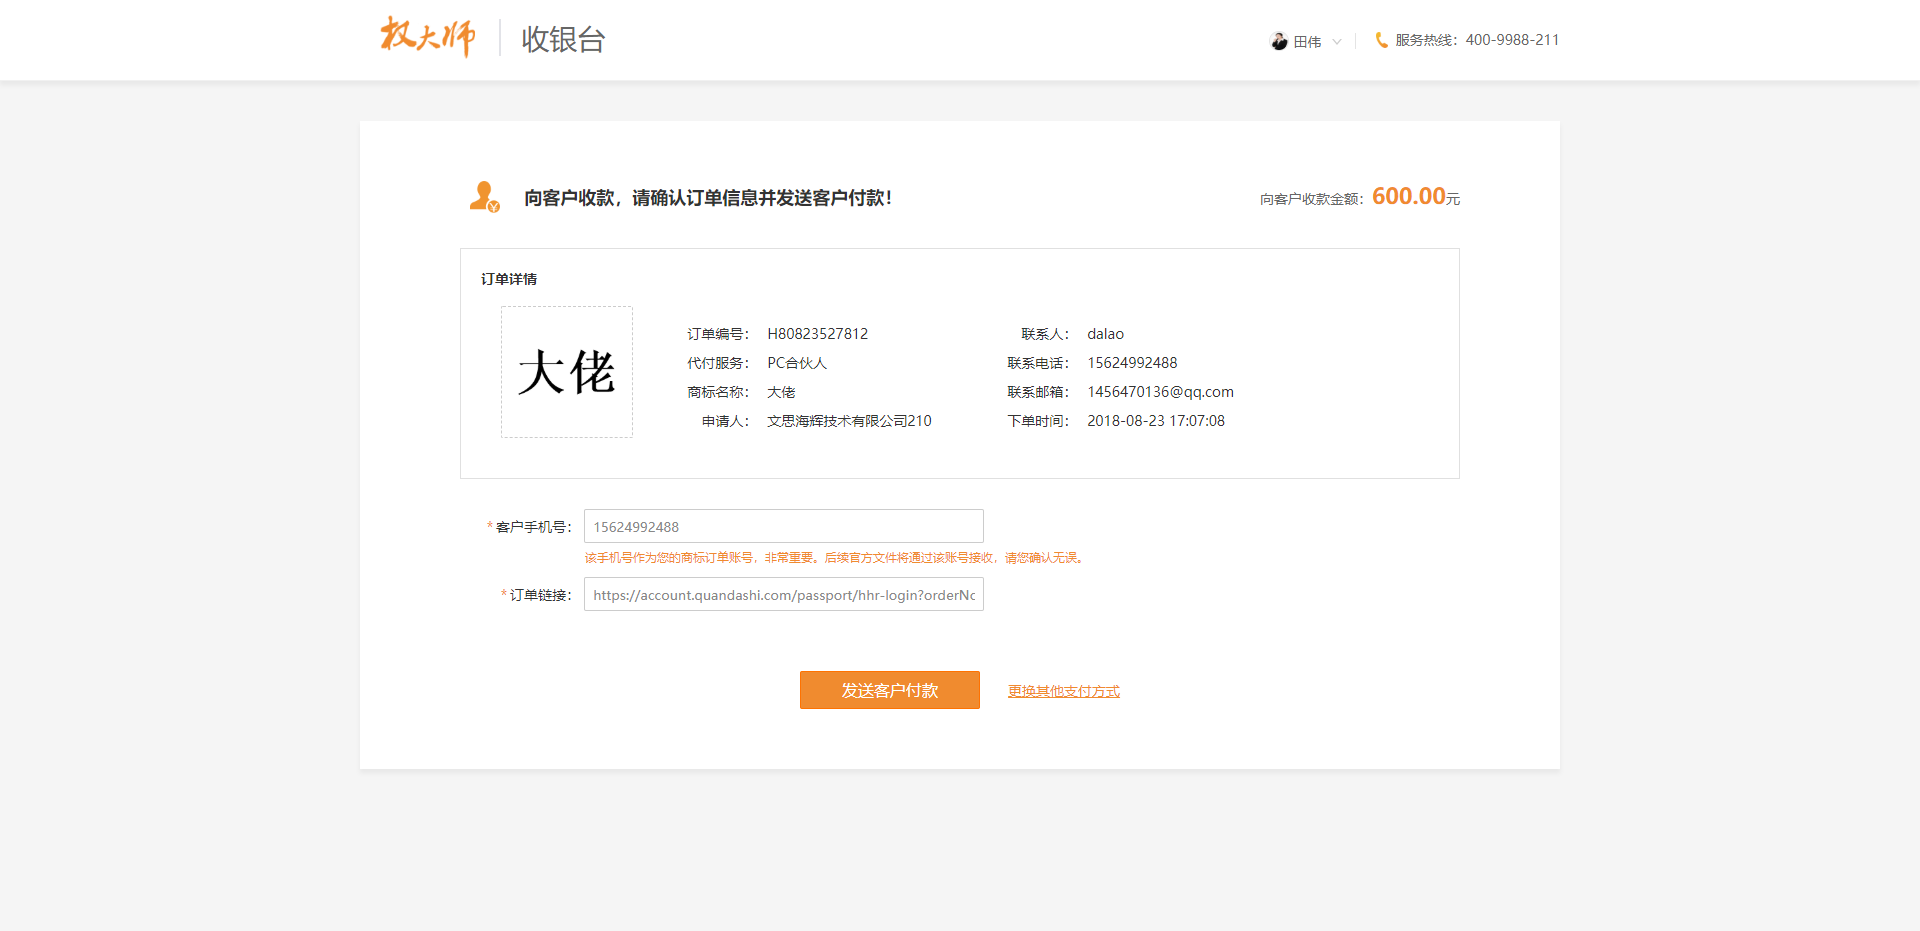 权大师 收银台 田伟 服务热线：400-9988-211
向客户收款，请确认订单信息并发送客户付款！ 向客户收款金额：600.00元
订单详情
大佬
订单编号： H80823527812 联系人： dalao
代付服务： PC合伙人 联系电话： 15624992488
商标名称： 大佬 联系邮箱： 1456470136@qq.com
申请人： 文思海辉技术有限公司210 下单时间： 2018-08-23 17:07:08
*客户手机号： 15624992488
该手机号作为您的商标订单账号，非常重要。后续官方文件将通过该账号接收，请您确认无误。
*订单链接： https://account.quandashi.com/passport/hhr-login?orderNo
发送客户付款 更换其他支付方式